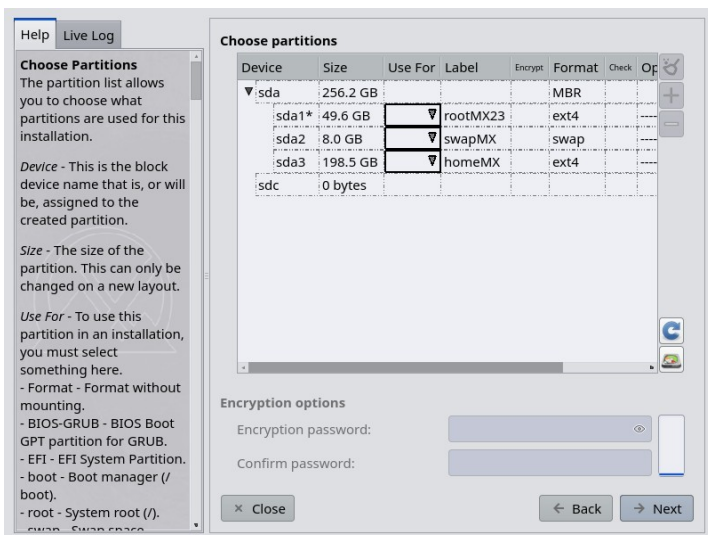 Help Live Log
Choose Partitions
The partition list allows
you to choose what
partitions are used for this
installation.
Device - This is the block
device name that is, or will
be, assigned to the
created partition.
Size - The size of the
partition. This can only be
changed on a new layout.
Use For - To use this
partition in an installation,
you must select
something here.
- Format - Format without
mounting.
- BIOS-GRUB - BIOS Boot
GPT partition for GRUB.
- EFI - EFI System Partition.
- boot - Boot manager (/
boot).
- root - System root (/).
- swap - Swap space.
Choose partitions
Device Size Use For Label Encrypt Format Check Op
sda 256.2 GB MBR
sda1* 49.6 GB rootMX23 ext4 ----
sda2 8.0 GB swapMX swap ----
sda3 198.5 GB homeMX ext4 ----
sdc 0 bytes
Encryption options
Encryption password:
Confirm password:
Close
Back
Next